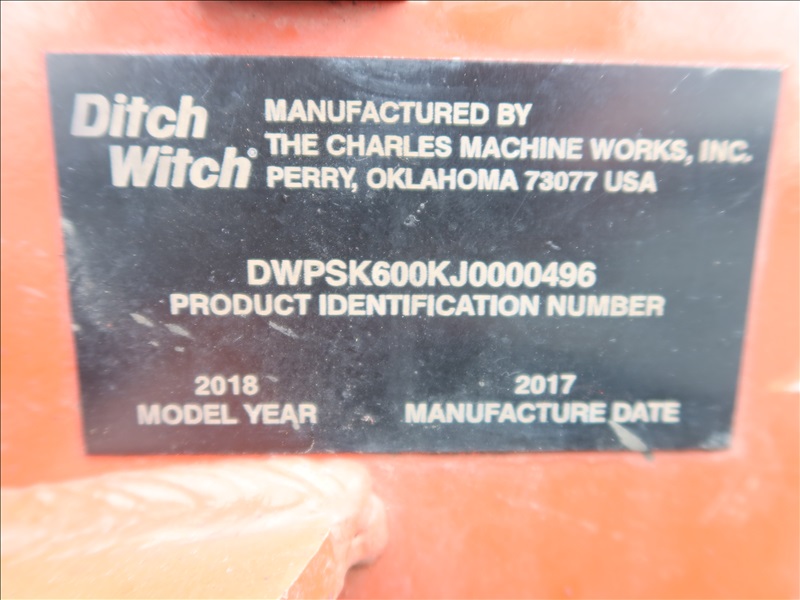 Ditch
Witch®
MANUFACTURED BY
THE CHARLES MACHINE WORKS, INC.
PERRY, OKLAHOMA 73077 USA
DWPSK600KJ0000496
PRODUCT IDENTIFICATION NUMBER
2018
MODEL YEAR
2017
MANUFACTURE DATE